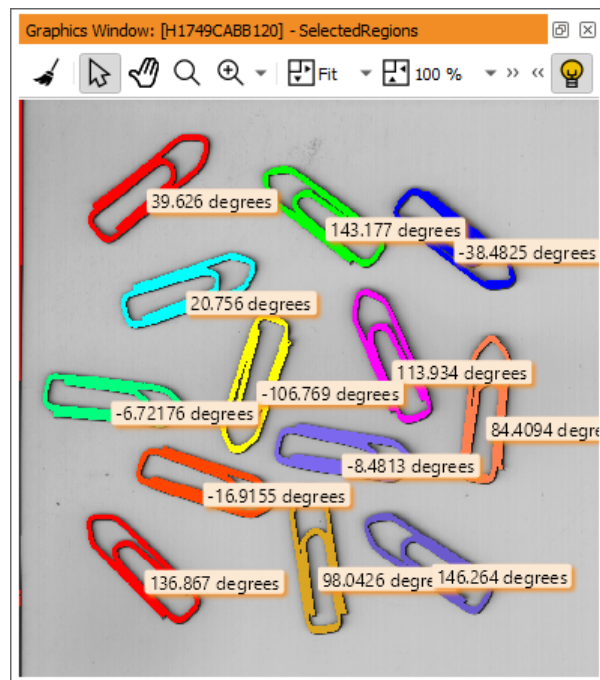 Graphics Window: [H1749CABB120] - SelectedRegions
Fit 100 % >> <<
39.626 degrees
143.177 degrees
-38.4825 degrees
20.756 degrees
113.934 degrees
-106.769 degrees
-6.72176 degrees
84.4094 degre
-8.4813 degrees
-16.9155 degrees
136.867 degrees
98.0426 degre
146.264 degrees